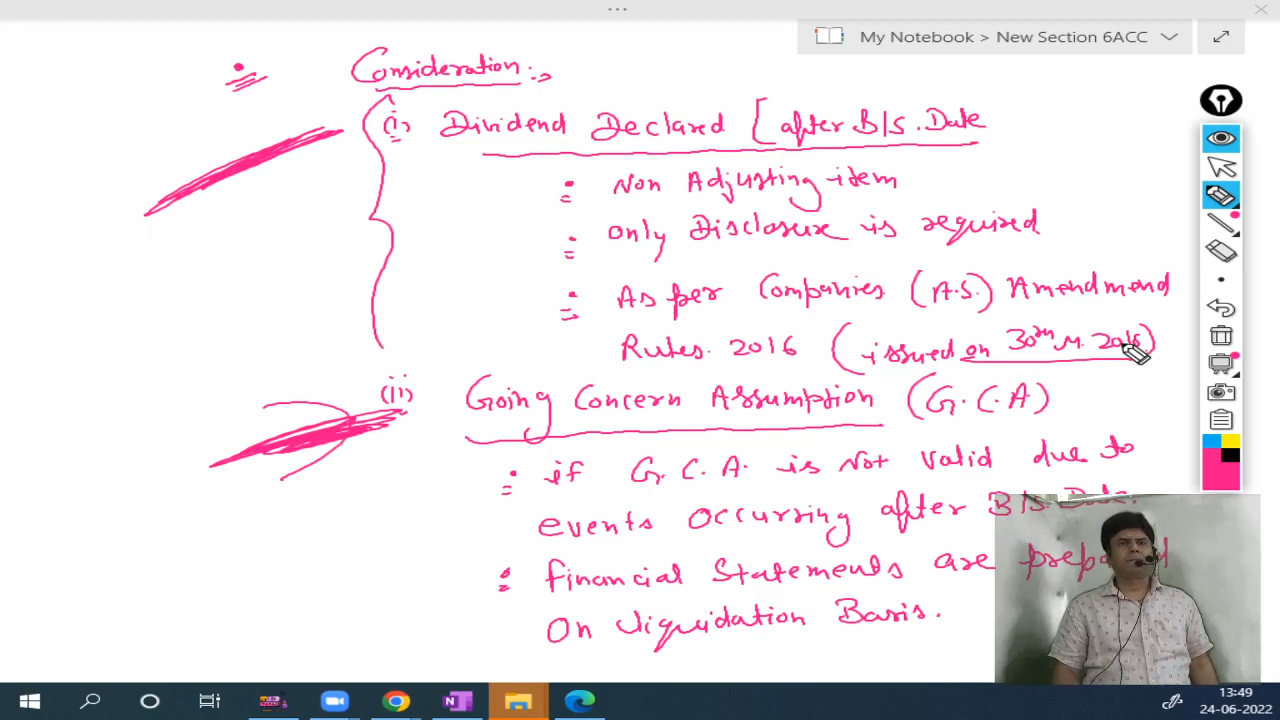 My Notebook > New Section 6ACC
Consideration :-
(i) Dividend Declared [after B/S. Date
Non Adjusting item
only Disclosure is required
As per Companies (A.S.) Amendmend
Rules. 2016 (issued on 30th M. 2016)
(ii) Going Concern Assumption (G.C.A)
if G.C.A. is Not valid due to
events Occurring after B/S. Date.
financial Statements are prepared
On liquidation Basis.
13:49
24-06-2022